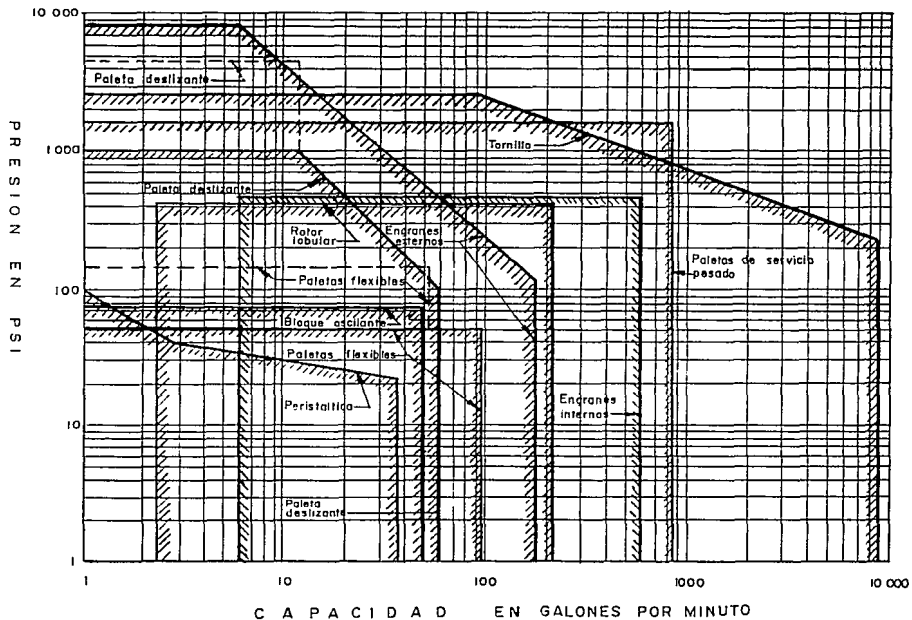 10 000
Paleta deslizante
1 000
Tornillo
Paleta deslizante
Rotor
lobular
Engranes
externos
Paletas de servicio
pesado
Paletas flexibles
100
Bloque oscilante
Paletas flexibles
Peristaltica
Engranes
internos
10
Paleta
deslizante
1
1
10
100
1000
10 000
PRESION EN PSI
CAPACIDAD EN GALONES POR MINUTO